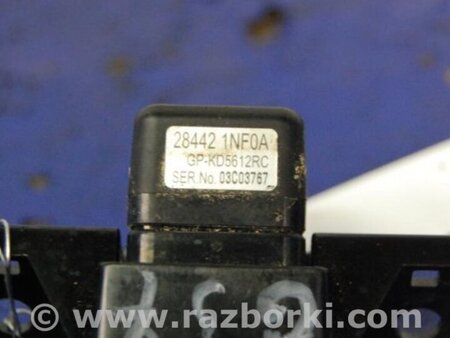 28442 1NF0A
GP-KD5612RC
SER.No. 03C03767
© www.razborki.com